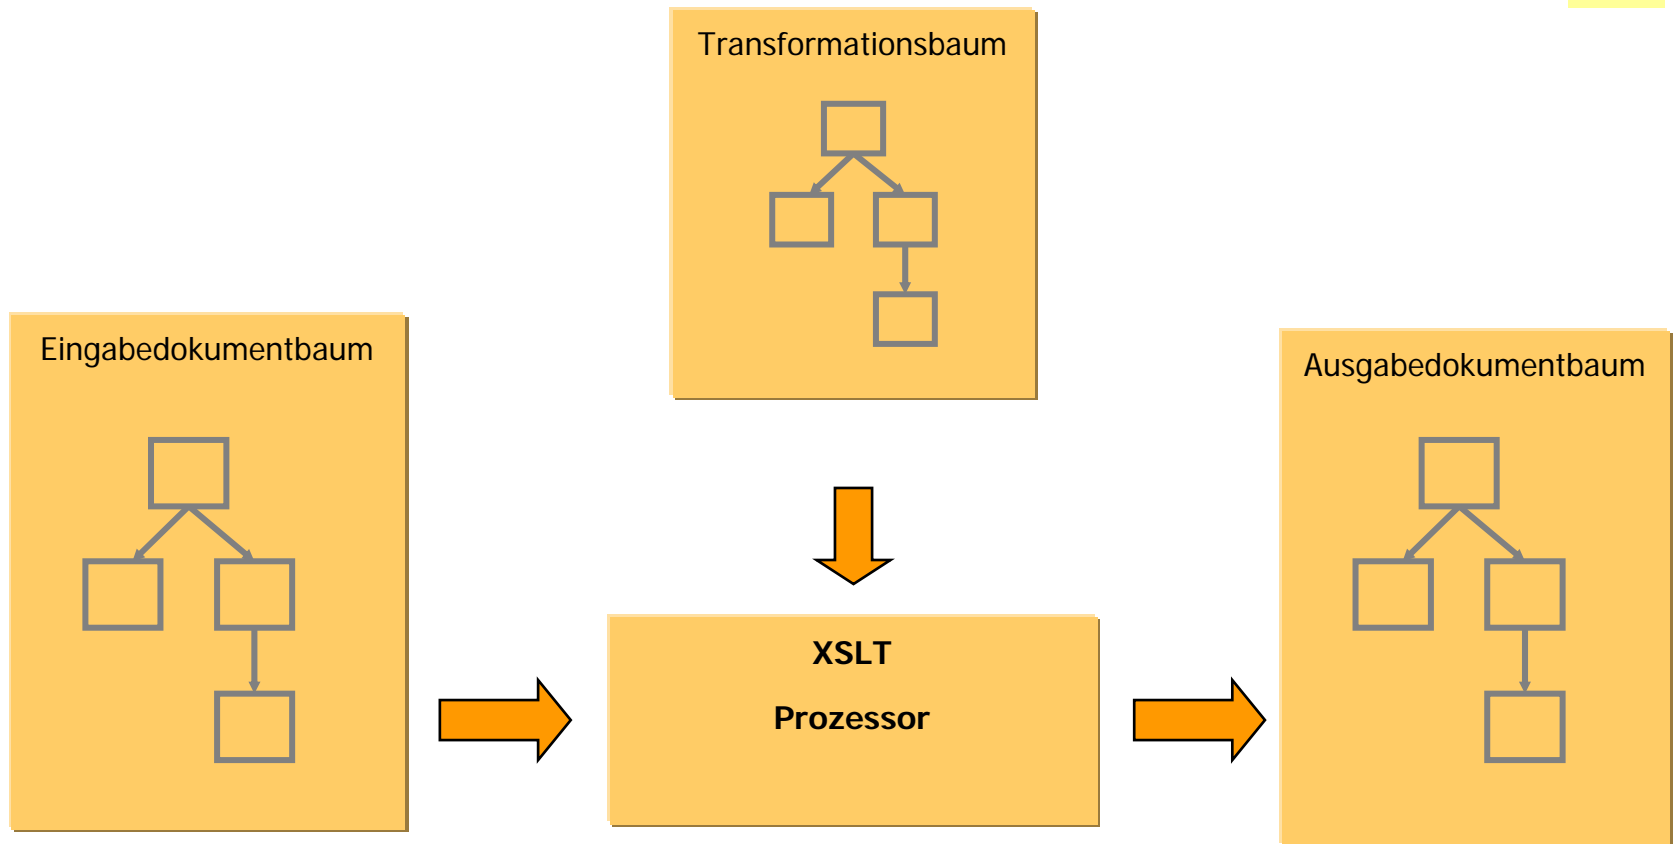 Transformationsbaum
Eingabedokumentbaum
Ausgabedokumentbaum
XSLT
Prozessor